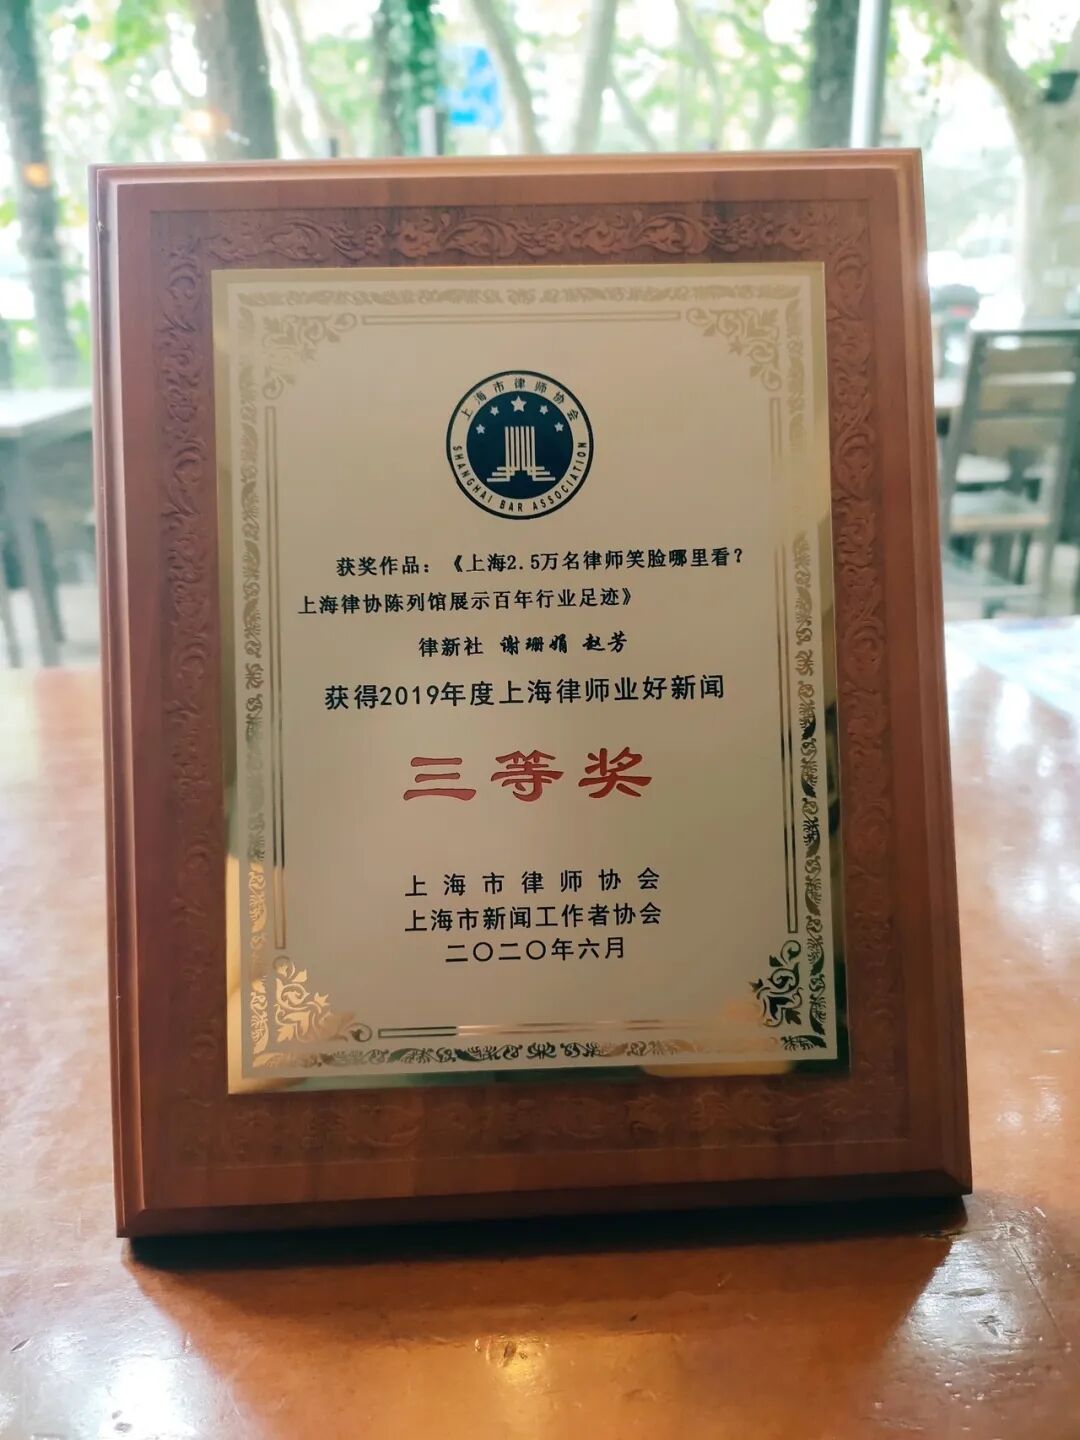 上海市律师协会
SHANGHAI BAR ASSOCIATION
获奖作品：《上海2.5万名律师笑脸哪里看？
上海律协陈列馆展示百年行业足迹》
律新社 谢珊娟 赵芳
获得2019年度上海律师业好新闻
三等奖
上海市律师协会
上海市新闻工作者协会
二〇二〇年六月